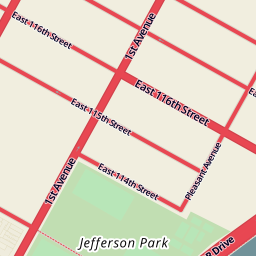 East 116th Street
1st Avenue
East 116th Street
East 115th Street
East 114th Street
Pleasant Avenue
1st Avenue
Jefferson Park
R Drive